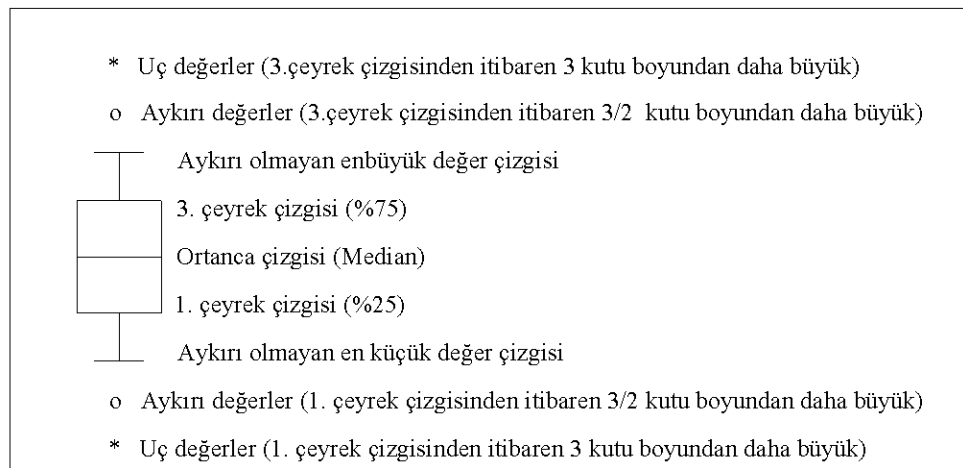 * Uç değerler (3.çeyrek çizgisinden itibaren 3 kutu boyundan daha büyük)
o Aykırı değerler (3.çeyrek çizgisinden itibaren 3/2 kutu boyundan daha büyük)
Aykırı olmayan enbüyük değer çizgisi
3. çeyrek çizgisi (%75)
Ortanca çizgisi (Median)
1. çeyrek çizgisi (%25)
Aykırı olmayan en küçük değer çizgisi
o Aykırı değerler (1. çeyrek çizgisinden itibaren 3/2 kutu boyundan daha büyük)
* Uç değerler (1. çeyrek çizgisinden itibaren 3 kutu boyundan daha büyük)